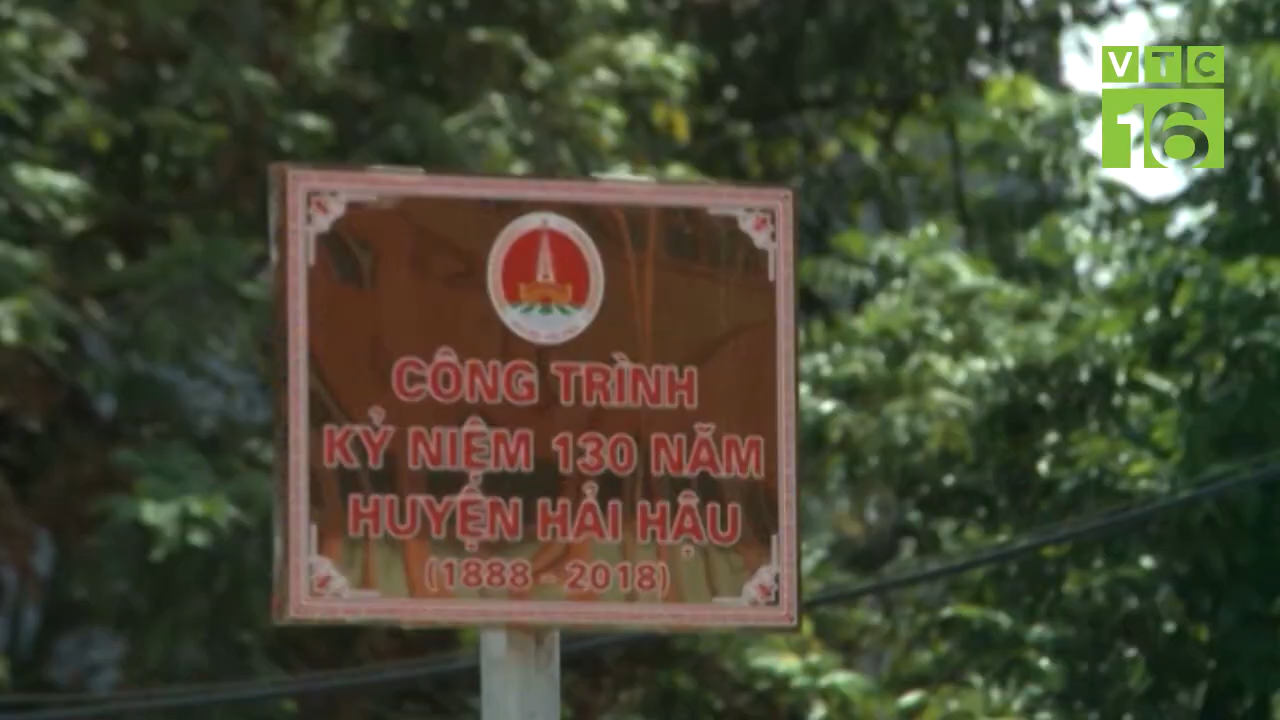 VTC
16
CÔNG TRÌNH
KỶ NIỆM 130 NĂM
HUYỆN HẢI HẬU
(1888 - 2018)